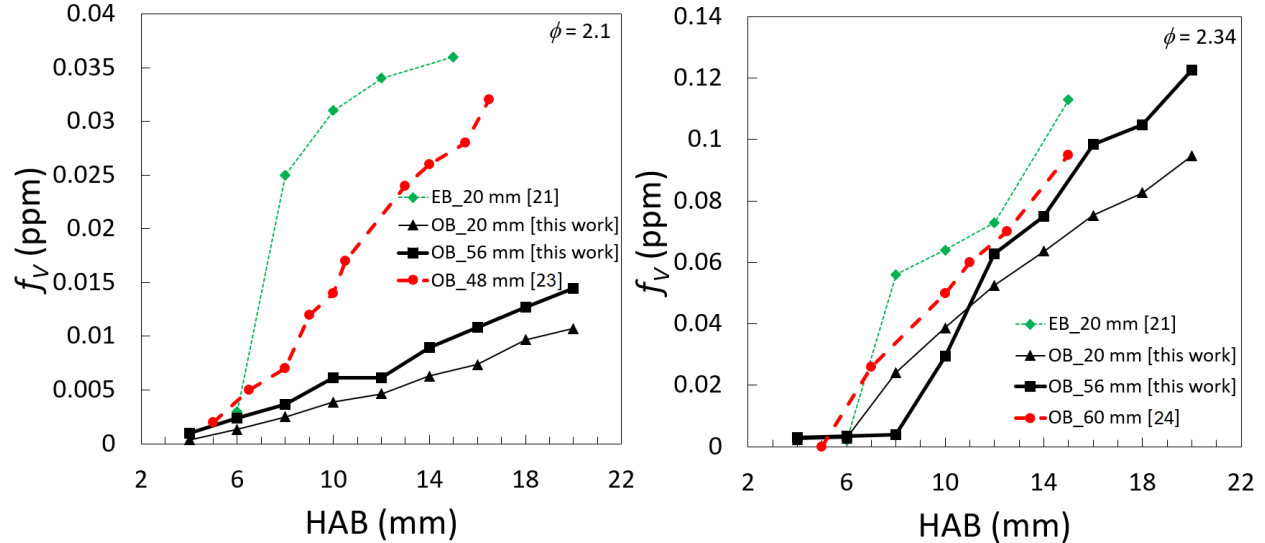 0.04
0.035
0.03
0.025
0.02
0.015
0.01
0.005
0
ϕ = 2.1
f_V (ppm)
EB_20 mm [21]
OB_20 mm [this work]
OB_56 mm [this work]
OB_48 mm [23]
2 6 10 14 18 22
HAB (mm)
0.14
0.12
0.1
0.08
0.06
0.04
0.02
0
ϕ = 2.34
f_V (ppm)
EB_20 mm [21]
OB_20 mm [this work]
OB_56 mm [this work]
OB_60 mm [24]
2 6 10 14 18 22
HAB (mm)